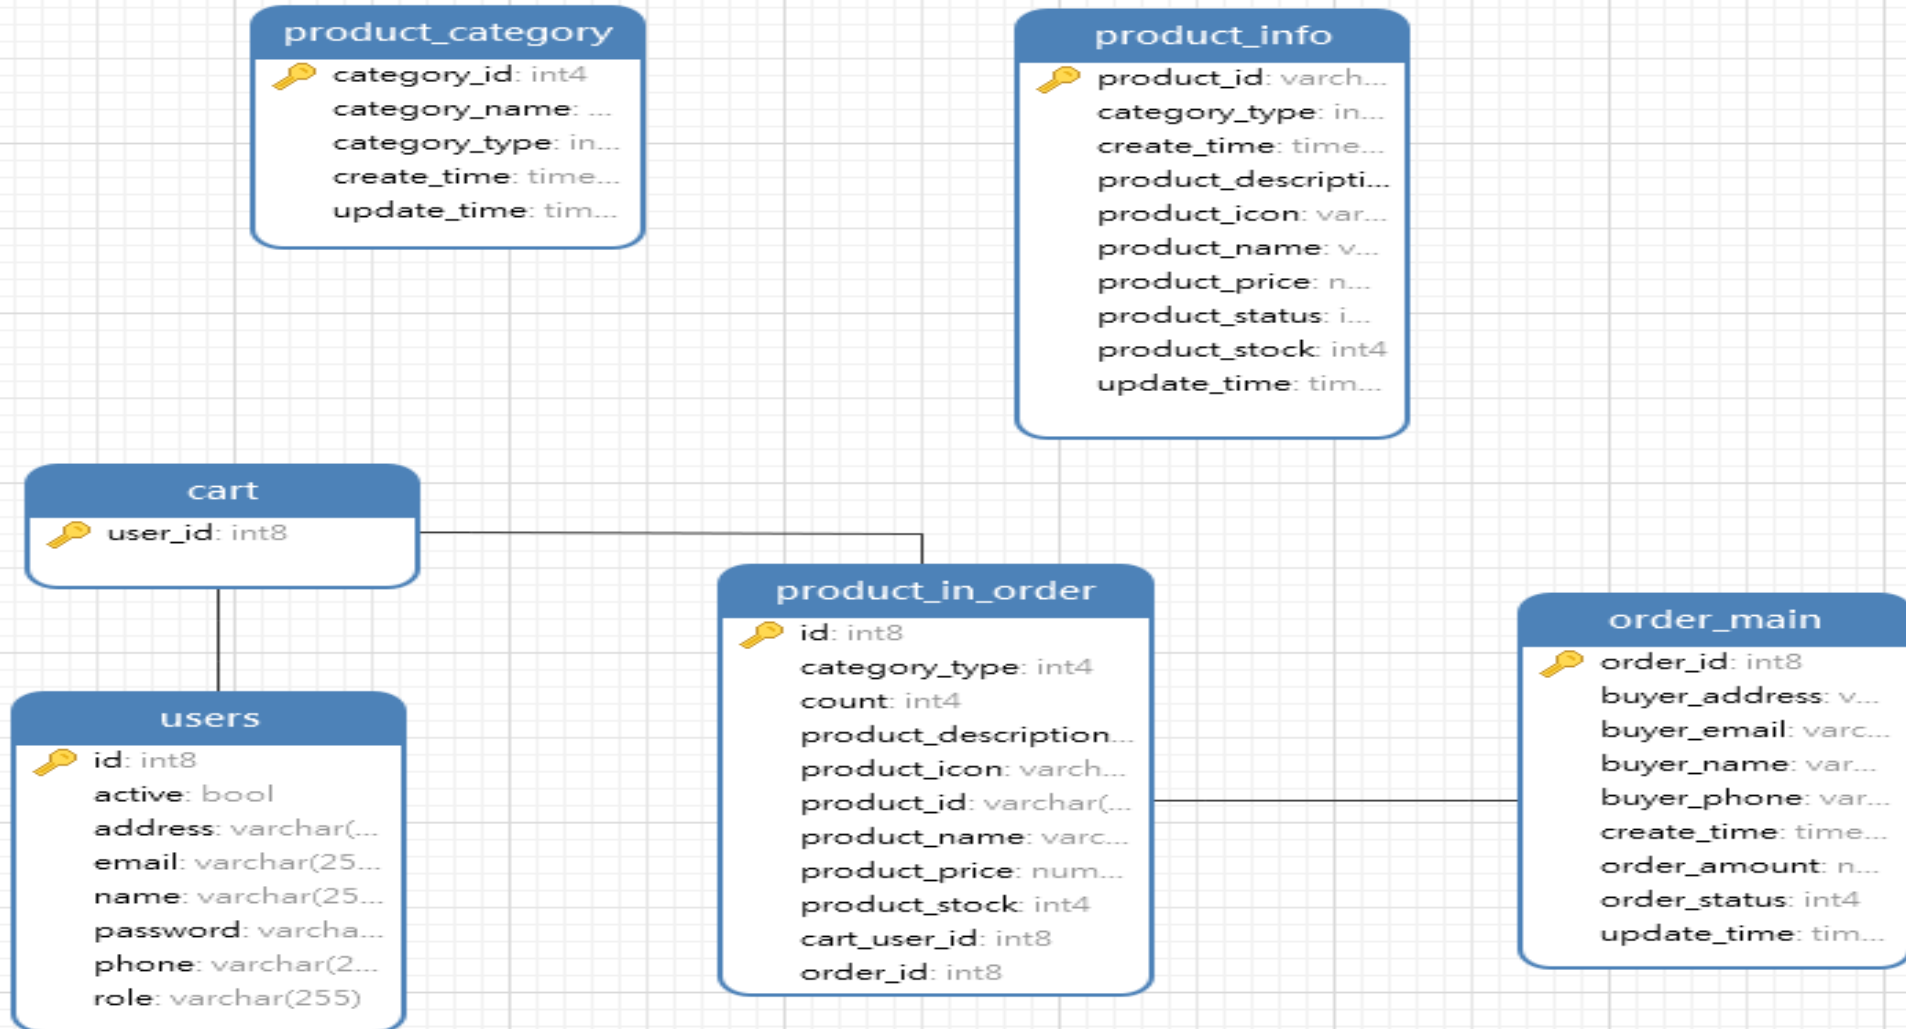 product_category
category_id: int4
category_name: ...
category_type: in...
create_time: time...
update_time: tim...
product_info
product_id: varch...
category_type: in...
create_time: time...
product_descripti...
product_icon: var...
product_name: v...
product_price: n...
product_status: i...
product_stock: int4
update_time: tim...
cart
user_id: int8
users
id: int8
active: bool
address: varchar(...
email: varchar(25...
name: varchar(25...
password: varcha...
phone: varchar(2...
role: varchar(255)
product_in_order
id: int8
category_type: int4
count: int4
product_description...
product_icon: varch...
product_id: varchar(...
product_name: varc...
product_price: num...
product_stock: int4
cart_user_id: int8
order_id: int8
order_main
order_id: int8
buyer_address: v...
buyer_email: varc...
buyer_name: var...
buyer_phone: var...
create_time: time...
order_amount: n...
order_status: int4
update_time: tim...